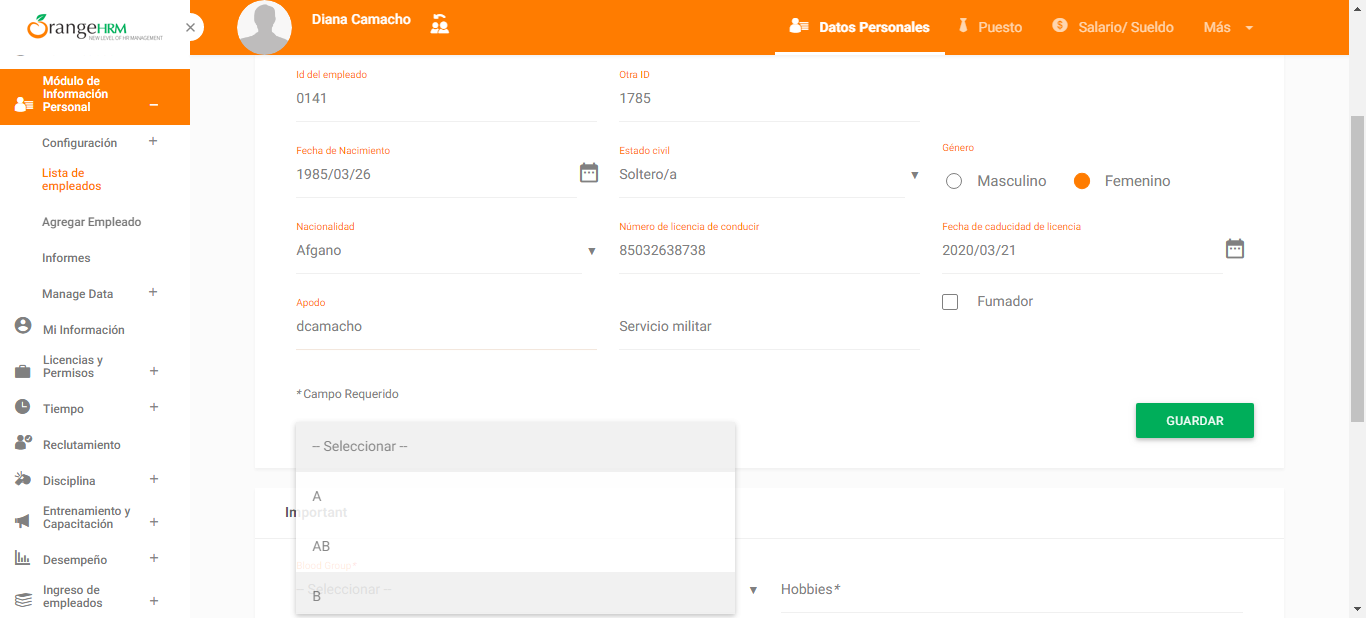 OrangeHRM
NEW LEVEL OF HR MANAGEMENT
Diana Camacho
Datos Personales
Puesto
Salario/ Sueldo
Más
Módulo de
Información
Personal
Configuración
Lista de
empleados
Agregar Empleado
Informes
Manage Data
Mi Información
Licencias y
Permisos
Tiempo
Reclutamiento
Disciplina
Entrenamiento y
Capacitación
Desempeño
Ingreso de
empleados
Id del empleado
0141
Otra ID
1785
Fecha de Nacimiento
1985/03/26
Estado civil
Soltero/a
Género
Masculino
Femenino
Nacionalidad
Afgano
Número de licencia de conducir
85032638738
Fecha de caducidad de licencia
2020/03/21
Apodo
dcamacho
Servicio militar
Fumador
*Campo Requerido
GUARDAR
-- Seleccionar --
A
Important
AB
Blood Group*
-- Seleccionar --
B
Hobbies*